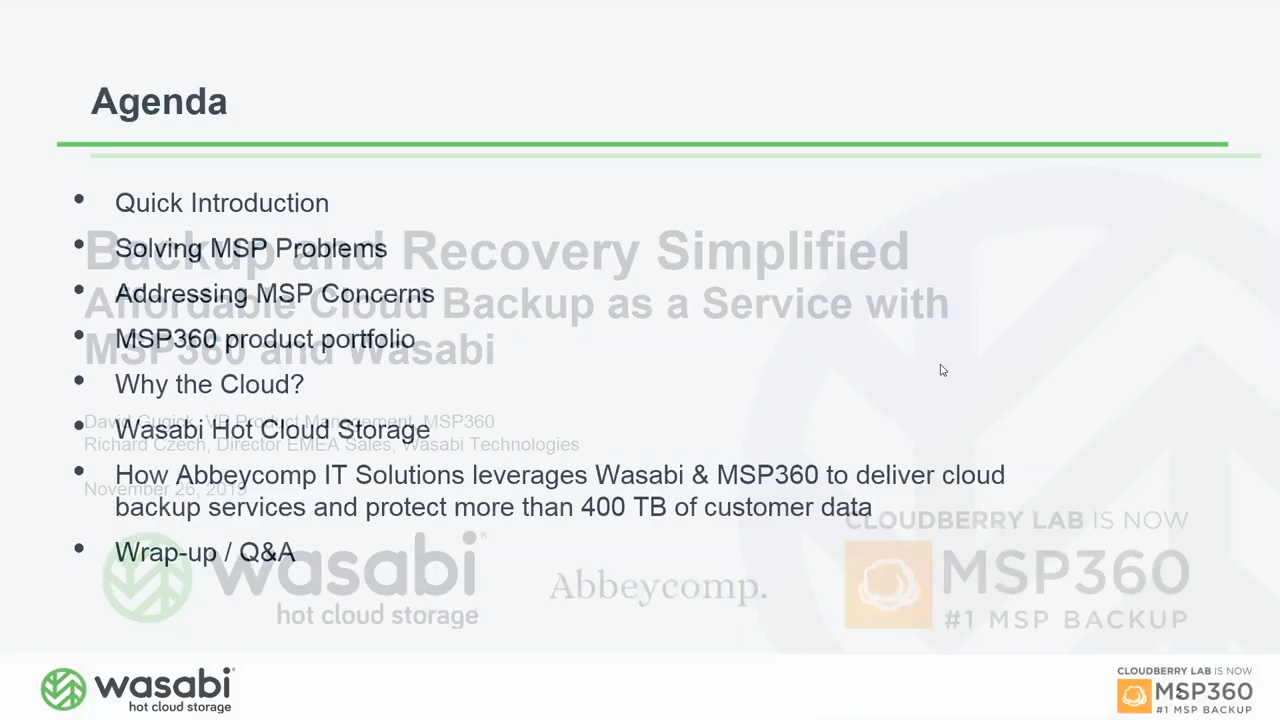 Agenda
• Quick Introduction
• Solving MSP Problems
• Addressing MSP Concerns
• MSP360 product portfolio
• Why the Cloud?
• Wasabi Hot Cloud Storage
• How Abbeycomp IT Solutions leverages Wasabi & MSP360 to deliver cloud
backup services and protect more than 400 TB of customer data
• Wrap-up / Q&A
Backup and Recovery Simplified
Affordable Cloud Backup as a Service with
MSP360 and Wasabi
David Gugick, VP Product Management, MSP360
Richard Czech, Director EMEA Sales, Wasabi Technologies
November 26, 2019
wasabi
hot cloud storage
Abbeycomp.
CLOUDBERRY LAB IS NOW
MSP360
#1 MSP BACKUP
wasabi
hot cloud storage
CLOUDBERRY LAB IS NOW
MSP360
#1 MSP BACKUP